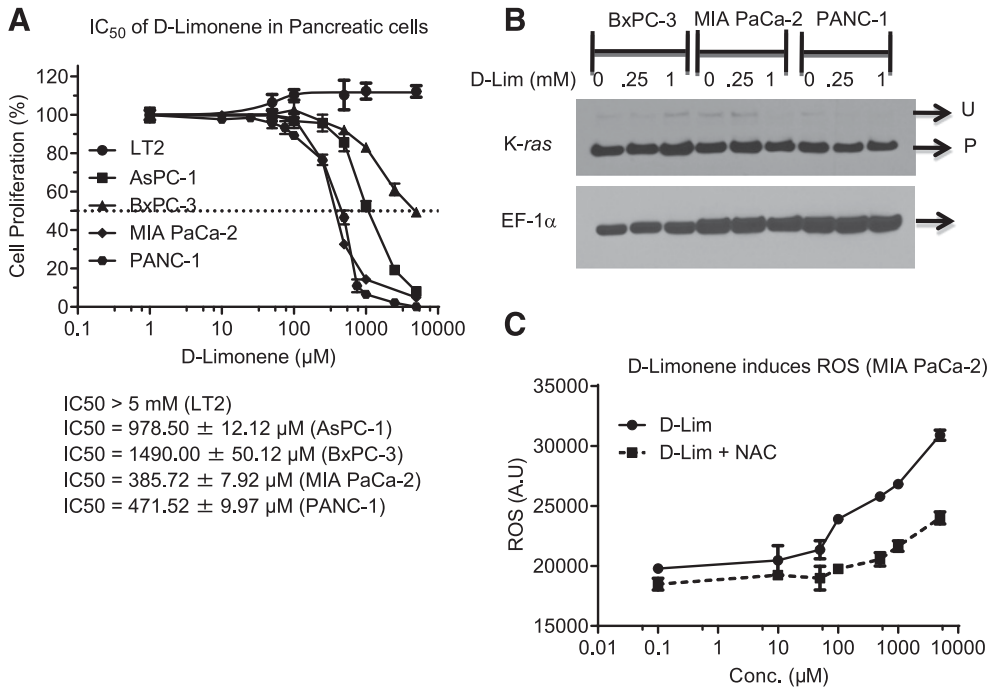 A
IC50 of D-Limonene in Pancreatic cells
Cell Proliferation (%)
120
100
80
60
40
20
0
LT2
AsPC-1
BxPC-3
MIA PaCa-2
PANC-1
0.1 1 10 100 1000 10000
D-Limonene (µM)
IC50 > 5 mM (LT2)
IC50 = 978.50 ± 12.12 µM (AsPC-1)
IC50 = 1490.00 ± 50.12 µM (BxPC-3)
IC50 = 385.72 ± 7.92 µM (MIA PaCa-2)
IC50 = 471.52 ± 9.97 µM (PANC-1)
B
BxPC-3 MIA PaCa-2 PANC-1
D-Lim (mM) 0 .25 1 0 .25 1 0 .25 1
K-ras
U
P
EF-1α
C
D-Limonene induces ROS (MIA PaCa-2)
ROS (A.U)
35000
30000
25000
20000
15000
D-Lim
D-Lim + NAC
0.01 0.1 1 10 100 1000 10000
Conc. (µM)